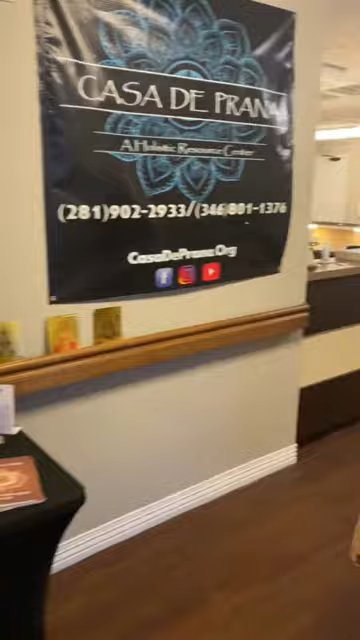 CASA DE PRANA
A Holistic Resource Center
(281)902-2933/(346)801-1376
CasaDePrana.Org